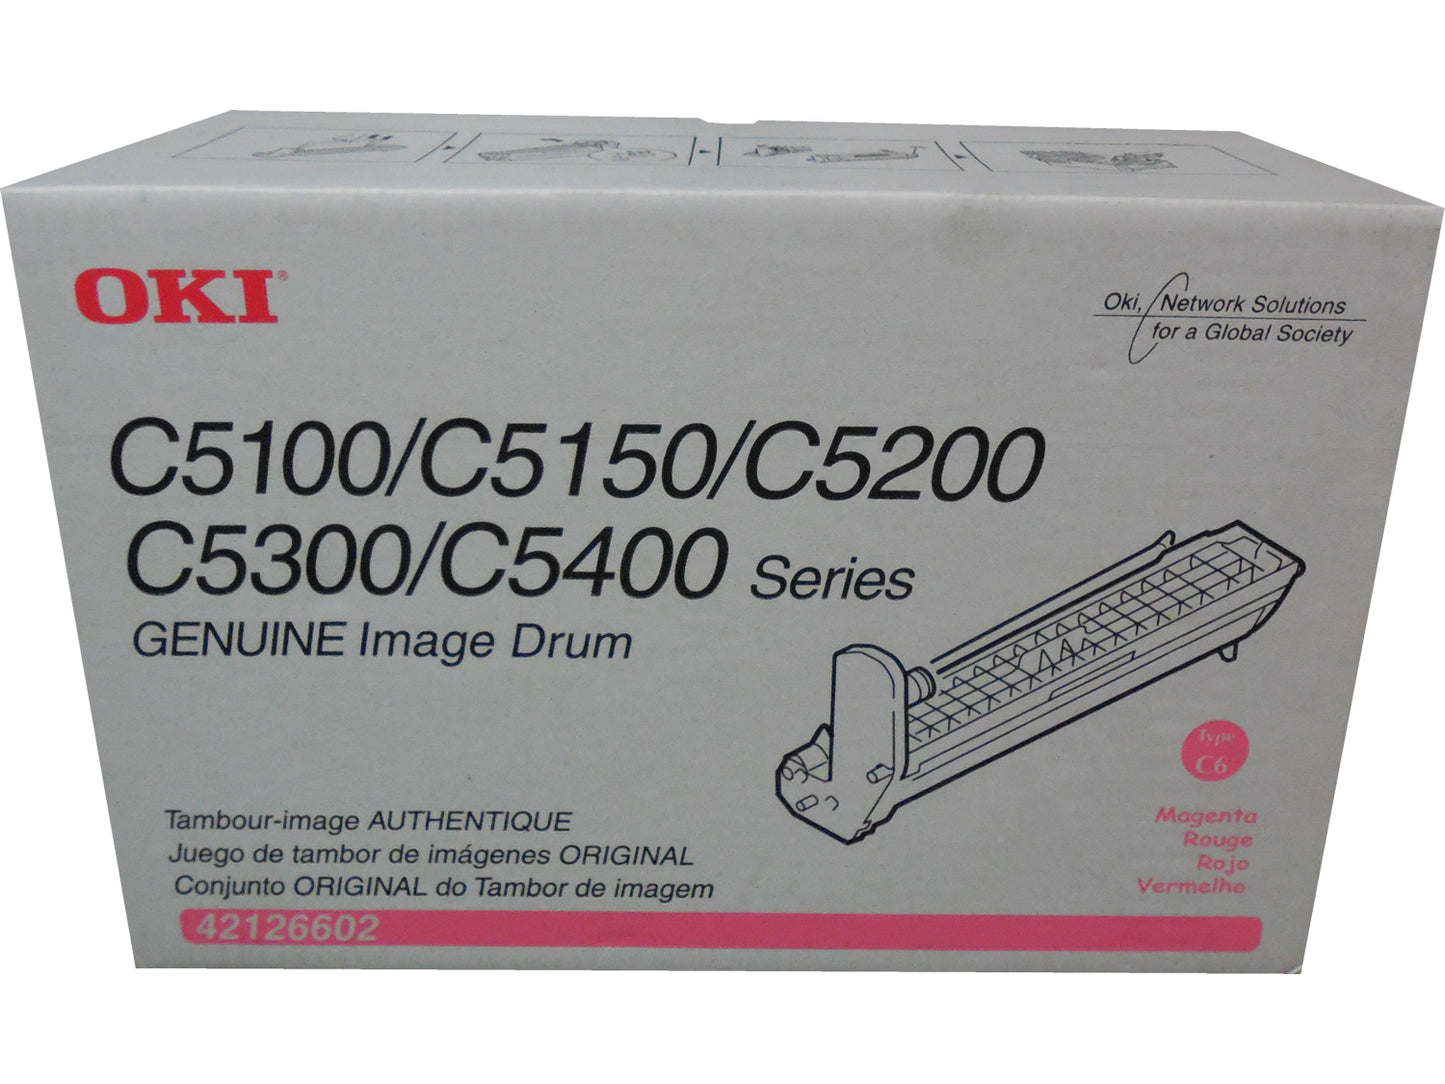 OKI®
Oki, Network Solutions
for a Global Society
C5100/C5150/C5200
C5300/C5400 Series
GENUINE Image Drum
Type
C6
Magenta
Rouge
Rojo
Vermelho
Tambour-image AUTHENTIQUE
Juego de tambor de imágenes ORIGINAL
Conjunto ORIGINAL do Tambor de imagem
42126602